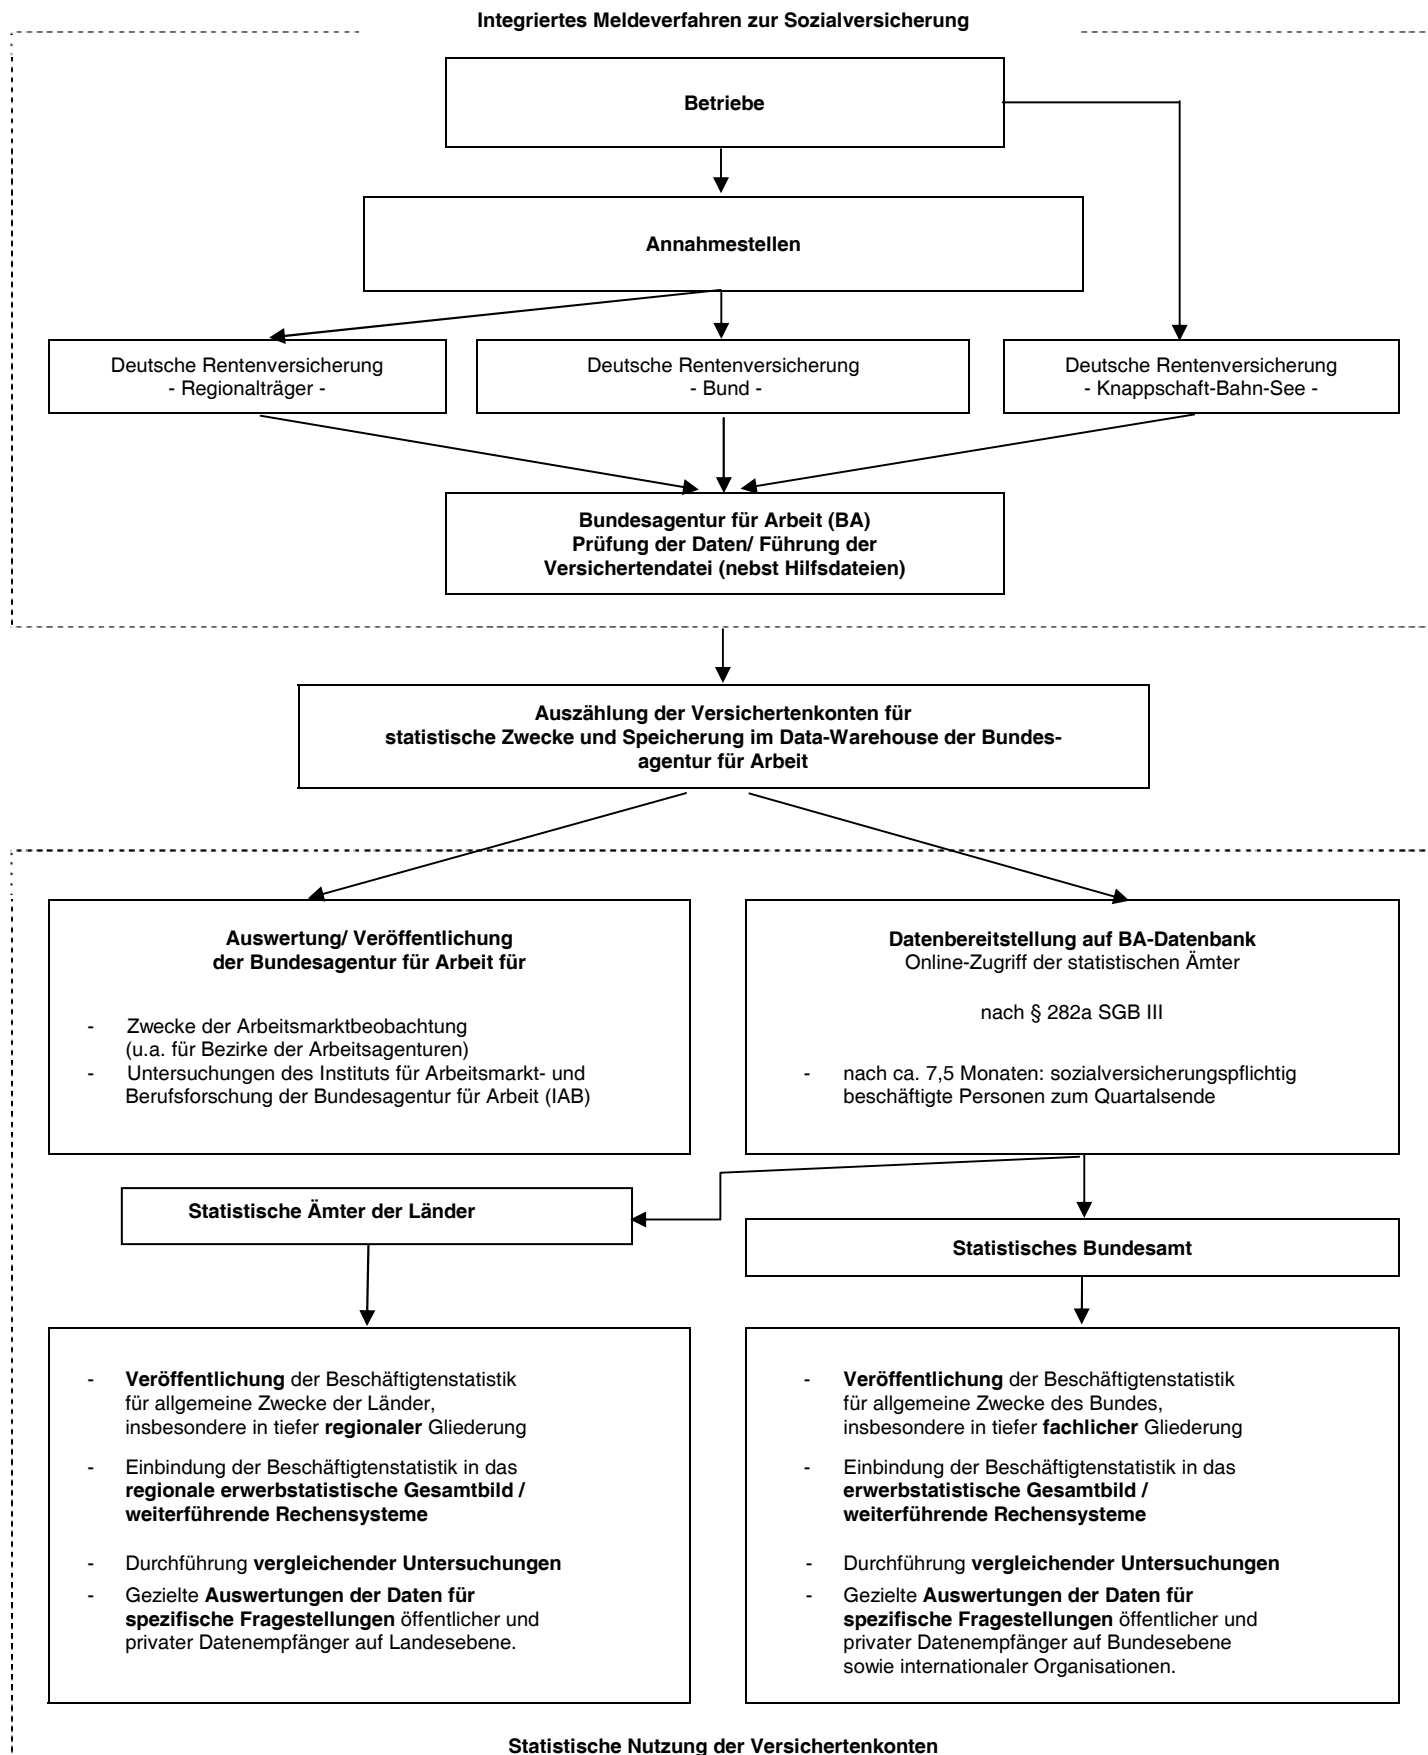 Integriertes Meldeverfahren zur Sozialversicherung
Betriebe
Annahmestellen
Deutsche Rentenversicherung
- Regionalträger -
Deutsche Rentenversicherung
- Bund -
Deutsche Rentenversicherung
- Knappschaft-Bahn-See -
Bundesagentur für Arbeit (BA)
Prüfung der Daten/ Führung der
Versichertendatei (nebst Hilfsdateien)
Auszählung der Versichertenkonten für
statistische Zwecke und Speicherung im Data-Warehouse der Bundes-
agentur für Arbeit
Auswertung/ Veröffentlichung
der Bundesagentur für Arbeit für
- Zwecke der Arbeitsmarktbeobachtung
(u.a. für Bezirke der Arbeitsagenturen)
- Untersuchungen des Instituts für Arbeitsmarkt- und
Berufsforschung der Bundesagentur für Arbeit (IAB)
Datenbereitstellung auf BA-Datenbank
Online-Zugriff der statistischen Ämter
nach § 282a SGB III
- nach ca. 7,5 Monaten: sozialversicherungspflichtig
beschäftigte Personen zum Quartalsende
Statistische Ämter der Länder
Statistisches Bundesamt
- Veröffentlichung der Beschäftigtenstatistik
für allgemeine Zwecke der Länder,
insbesondere in tiefer regionaler Gliederung
- Einbindung der Beschäftigtenstatistik in das
regionale erwerbstatistische Gesamtbild /
weiterführende Rechensysteme
- Durchführung vergleichender Untersuchungen
- Gezielte Auswertungen der Daten für
spezifische Fragestellungen öffentlicher und
privater Datenempfänger auf Landesebene.
- Veröffentlichung der Beschäftigtenstatistik
für allgemeine Zwecke des Bundes,
insbesondere in tiefer fachlicher Gliederung
- Einbindung der Beschäftigtenstatistik in das
erwerbstatistische Gesamtbild /
weiterführende Rechensysteme
- Durchführung vergleichender Untersuchungen
- Gezielte Auswertungen der Daten für
spezifische Fragestellungen öffentlicher und
privater Datenempfänger auf Bundesebene
sowie internationaler Organisationen.
Statistische Nutzung der Versichertenkonten